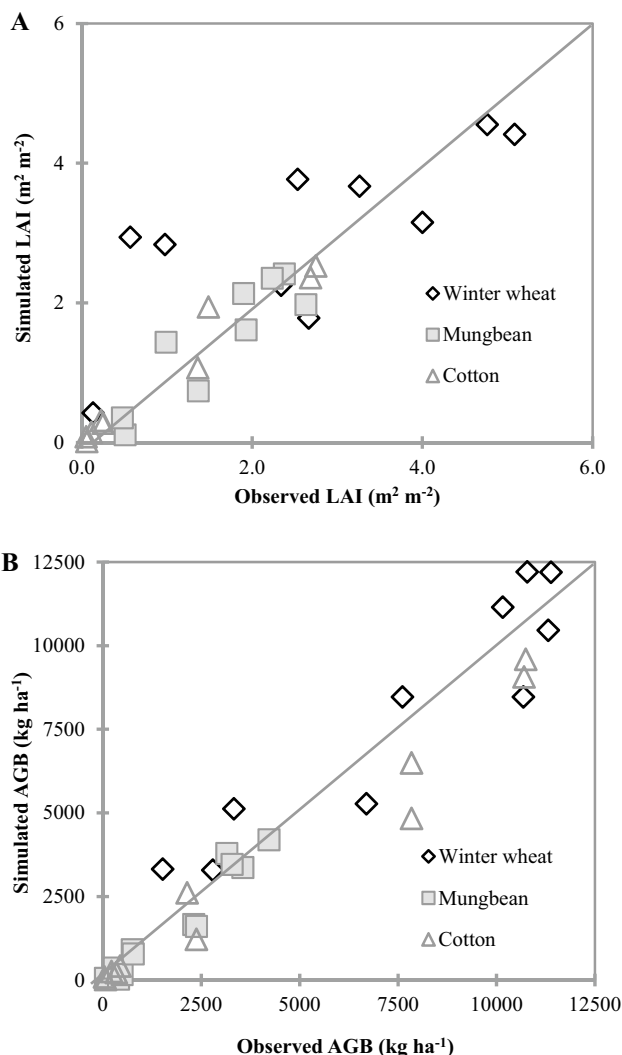 A
6
4
2
0
0.0
2.0
4.0
6.0
Simulated LAI (m² m⁻²)
Winter wheat
Mungbean
Cotton
Observed LAI (m² m⁻²)
B
12500
10000
7500
5000
2500
0
0
2500
5000
7500
10000
12500
Simulated AGB (kg ha⁻¹)
Winter wheat
Mungbean
Cotton
Observed AGB (kg ha⁻¹)